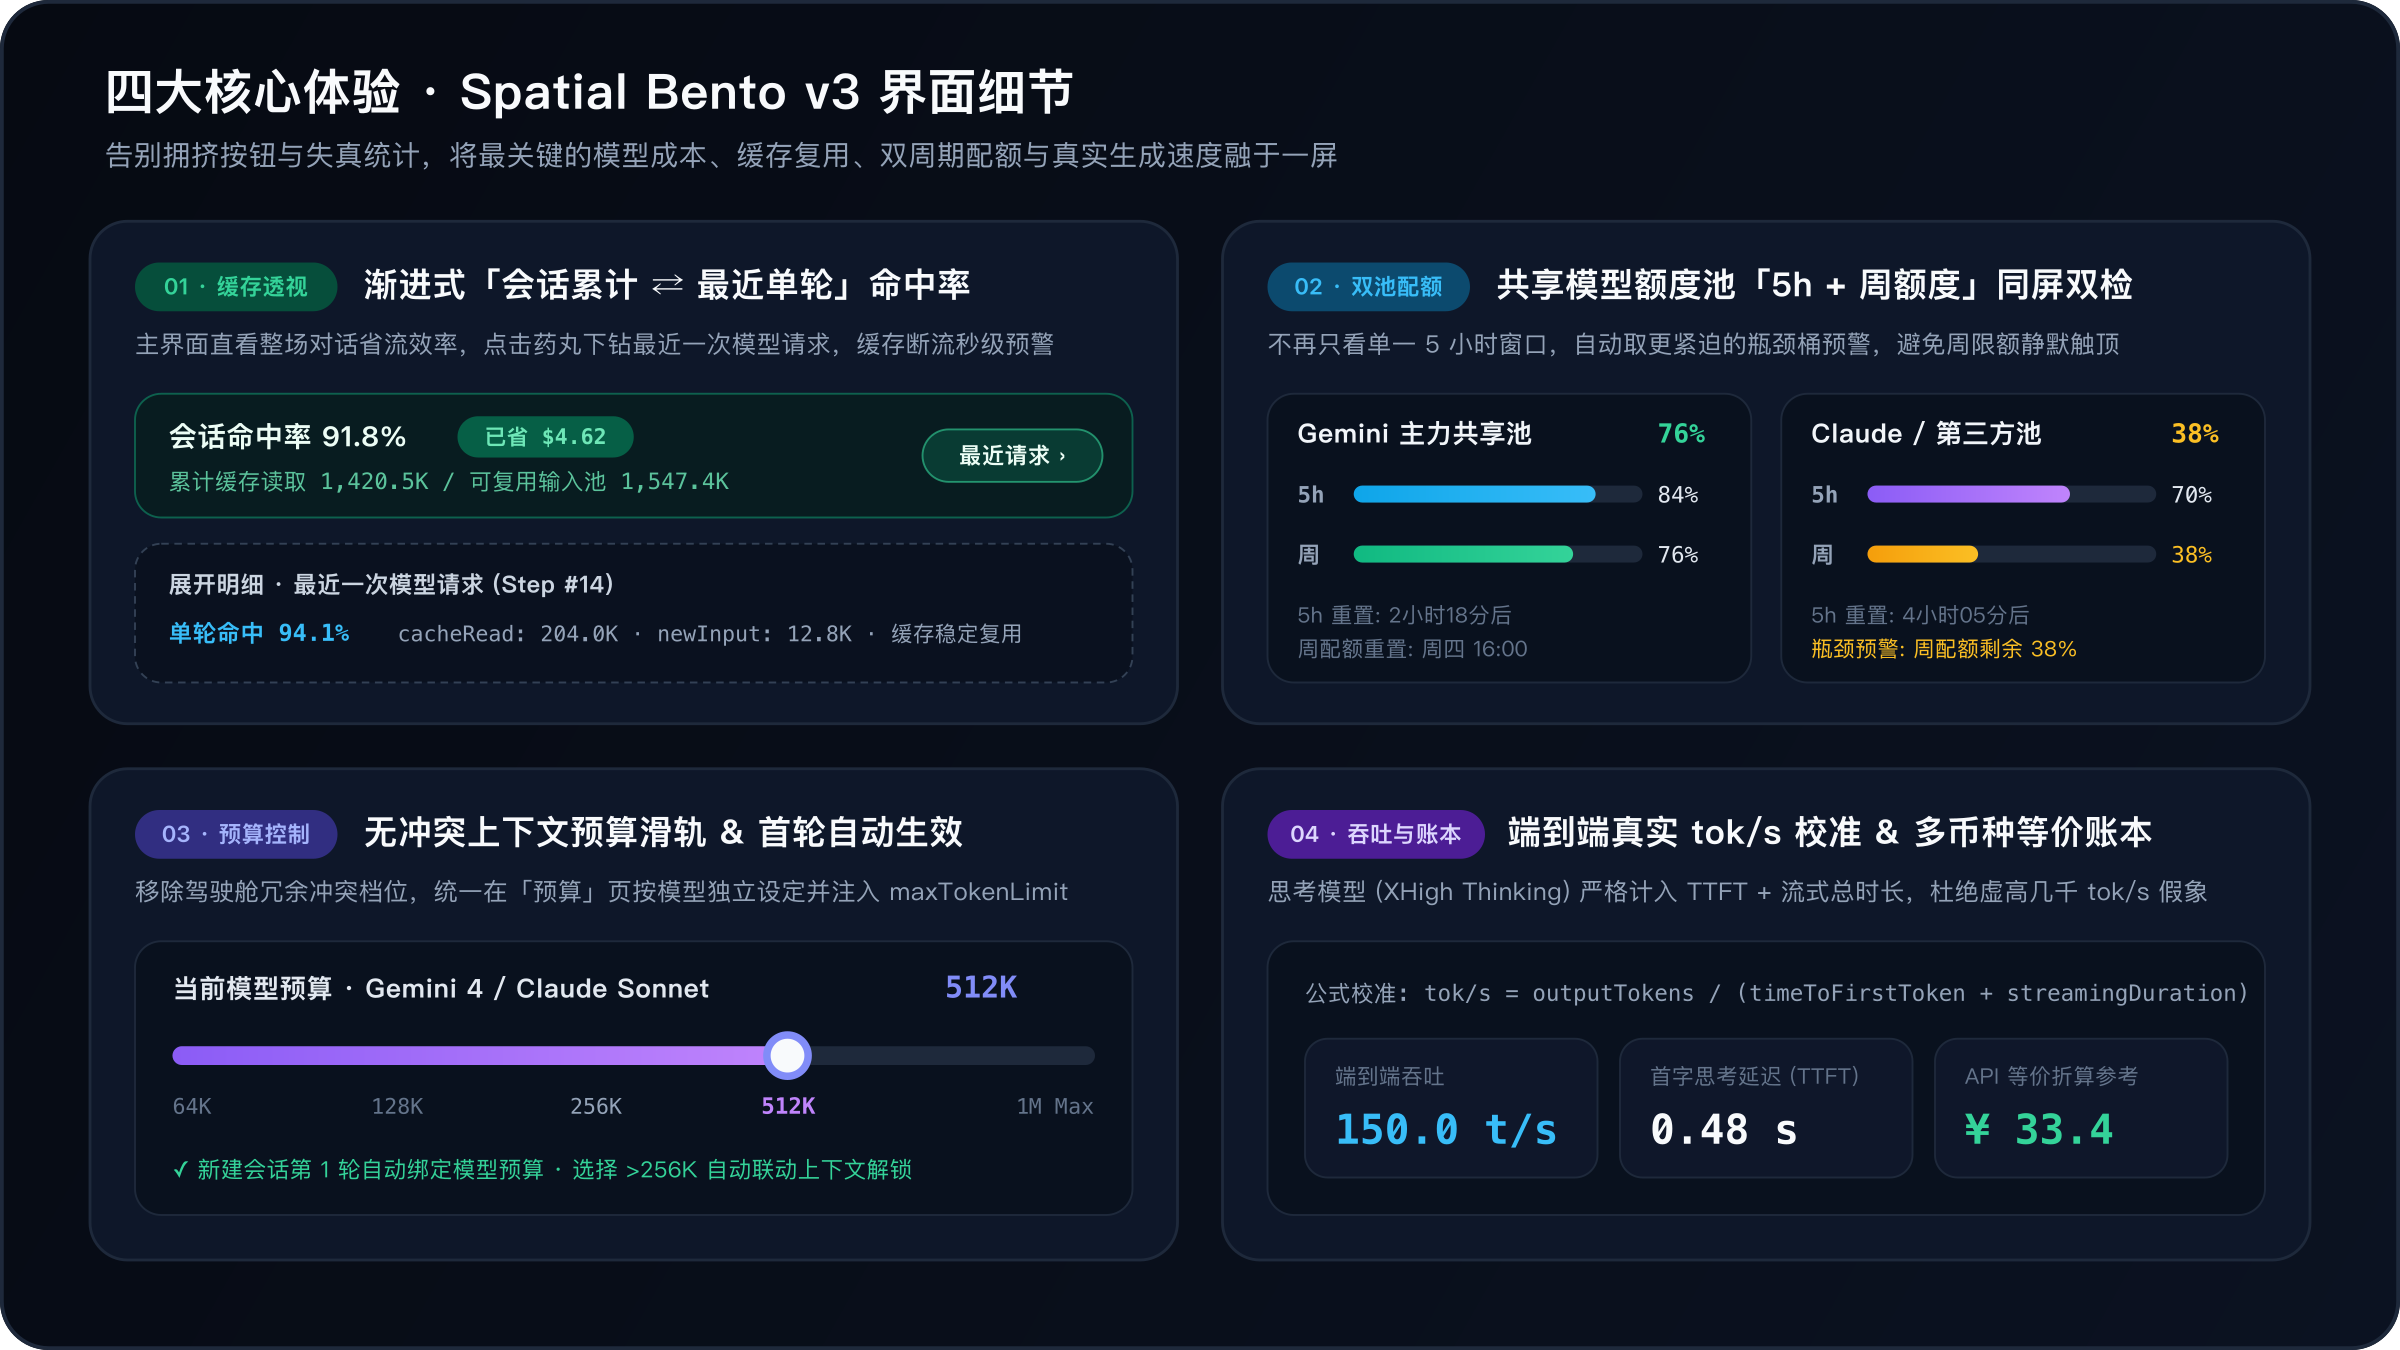 四大核心体验 · Spatial Bento v3 界面细节
告别拥挤按钮与失真统计，将最关键的模型成本、缓存复用、双周期配额与真实生成速度融于一屏
01 · 缓存透视
渐进式「会话累计 ⇄ 最近单轮」命中率
主界面直看整场对话省流效率，点击药丸下钻最近一次模型请求，缓存断流秒级预警
会话命中率 91.8%
已省 $4.62
累计缓存读取 1,420.5K / 可复用输入池 1,547.4K
最近请求 ›
展开明细 · 最近一次模型请求 (Step #14)
单轮命中 94.1%
cacheRead: 204.0K · newInput: 12.8K · 缓存稳定复用
02 · 双池配额
共享模型额度池「5h + 周额度」同屏双检
不再只看单一 5 小时窗口，自动取更紧迫的瓶颈桶预警，避免周限额静默触顶
Gemini 主力共享池
76%
5h
84%
周
76%
5h 重置: 2小时18分后
周配额重置: 周四 16:00
Claude / 第三方池
38%
5h
70%
周
38%
5h 重置: 4小时05分后
瓶颈预警: 周配额剩余 38%
03 · 预算控制
无冲突上下文预算滑轨 & 首轮自动生效
移除驾驶舱冗余冲突档位，统一在「预算」页按模型独立设定并注入 maxTokenLimit
当前模型预算 · Gemini 4 / Claude Sonnet
512K
64K
128K
256K
512K
1M Max
✓ 新建会话第 1 轮自动绑定模型预算 · 选择 >256K 自动联动上下文解锁
04 · 吞吐与账本
端到端真实 tok/s 校准 & 多币种等价账本
思考模型 (XHigh Thinking) 严格计入 TTFT + 流式总时长，杜绝虚高几千 tok/s 假象
公式校准: tok/s = outputTokens / (timeToFirstToken + streamingDuration)
端到端吞吐
150.0 t/s
首字思考延迟 (TTFT)
0.48 s
API 等价折算参考
¥ 33.4